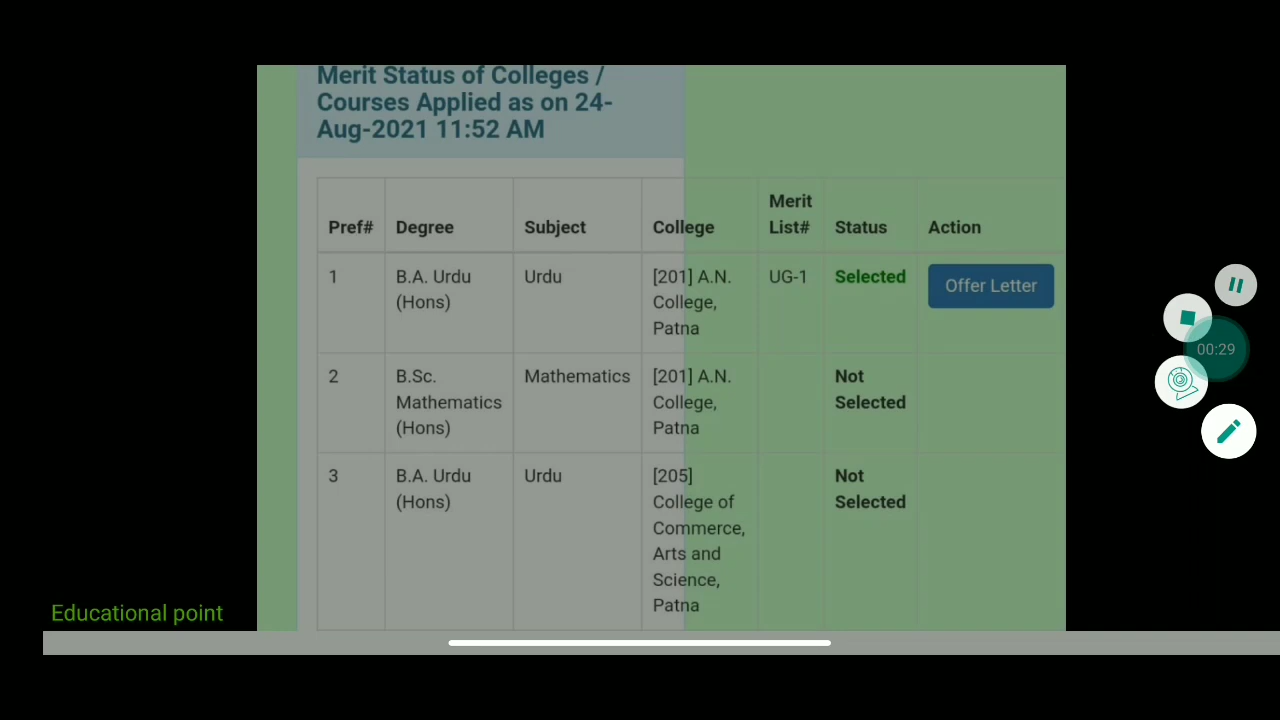 Merit Status of Colleges /
Courses Applied as on 24-
Aug-2021 11:52 AM
Pref# Degree Subject College Merit List# Status Action
1 B.A. Urdu (Hons) Urdu [201] A.N. College, Patna UG-1 Selected Offer Letter
2 B.Sc. Mathematics (Hons) Mathematics [201] A.N. College, Patna Not Selected
3 B.A. Urdu (Hons) Urdu [205] College of Commerce, Arts and Science, Patna Not Selected
00:29
Educational point